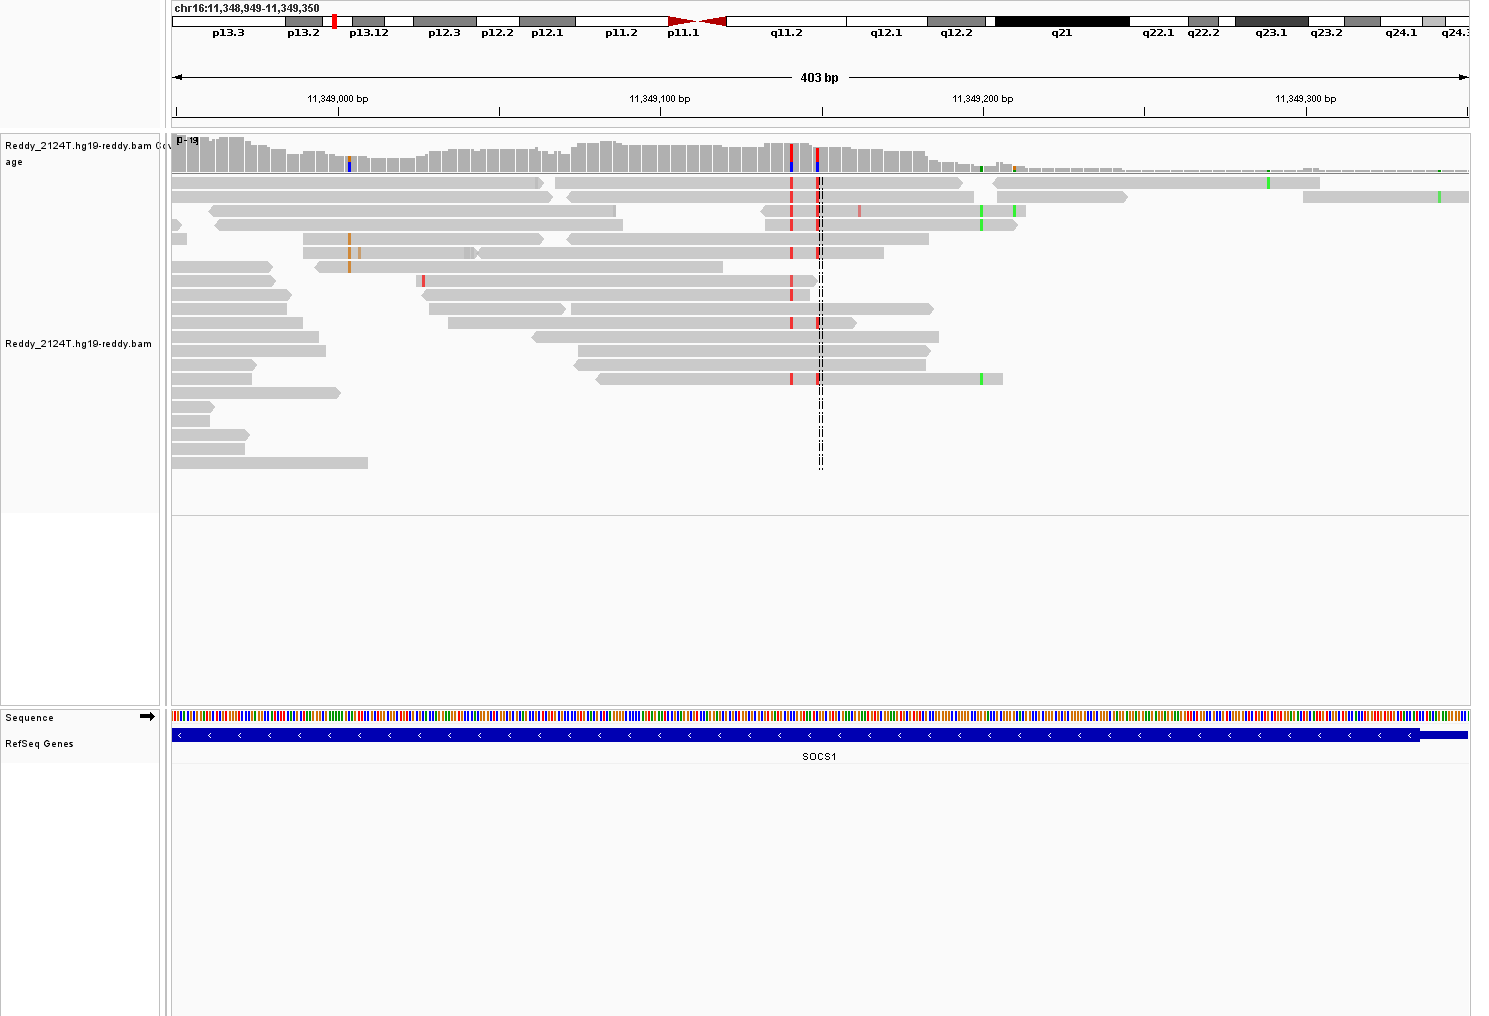 chr16:11,348,949-11,349,350
p13.3 p13.2 p13.12 p12.3 p12.2 p12.1 p11.2 p11.1 q11.2 q12.1 q12.2 q21 q22.1 q22.2 q23.1 q23.2 q24.1 q24.3
403 bp
11,349,000 bp 11,349,100 bp 11,349,200 bp 11,349,300 bp
Reddy_2124T.hg19-reddy.bam Cov
age
[0 - 19]
Reddy_2124T.hg19-reddy.bam
Sequence
RefSeq Genes
SOCS1